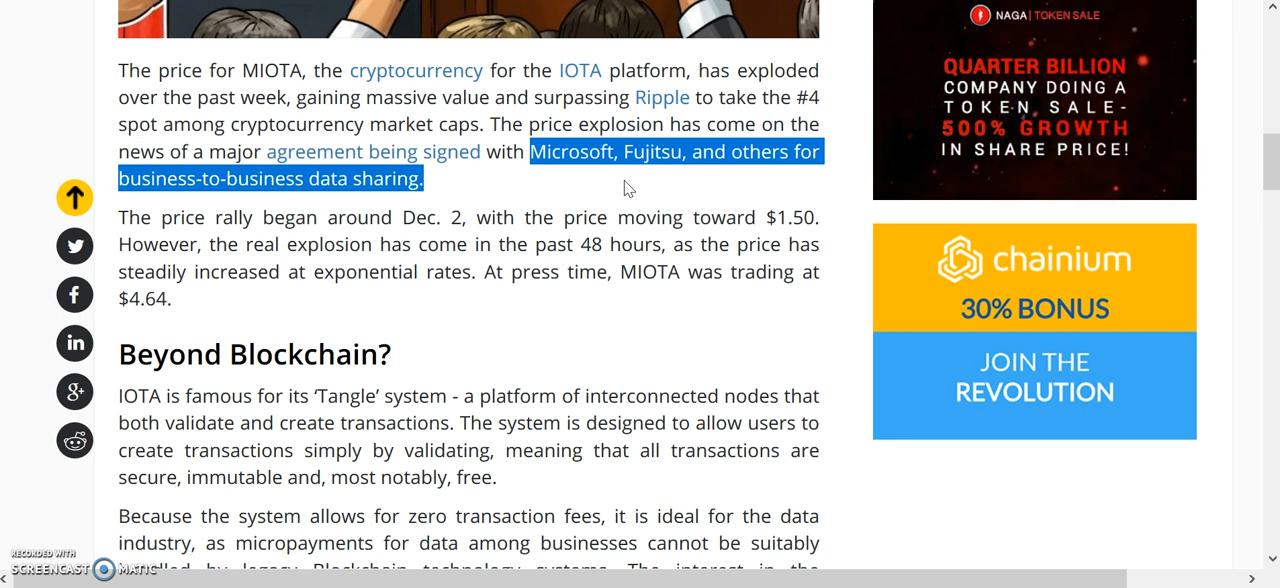 The price for MIOTA, the cryptocurrency for the IOTA platform, has exploded
over the past week, gaining massive value and surpassing Ripple to take the #4
spot among cryptocurrency market caps. The price explosion has come on the
news of a major agreement being signed with Microsoft, Fujitsu, and others for
business-to-business data sharing.
The price rally began around Dec. 2, with the price moving toward $1.50.
However, the real explosion has come in the past 48 hours, as the price has
steadily increased at exponential rates. At press time, MIOTA was trading at
$4.64.
Beyond Blockchain?
IOTA is famous for its ‘Tangle’ system - a platform of interconnected nodes that
both validate and create transactions. The system is designed to allow users to
create transactions simply by validating, meaning that all transactions are
secure, immutable and, most notably, free.
Because the system allows for zero transaction fees, it is ideal for the data
industry, as micropayments for data among businesses cannot be suitably
NAGA | TOKEN SALE
QUARTER BILLION
COMPANY DOING A
TOKEN SALE-
500% GROWTH
IN SHARE PRICE!
chainium
30% BONUS
JOIN THE
REVOLUTION
f
in
g+
RECORDED WITH
SCREENCAST MATIC